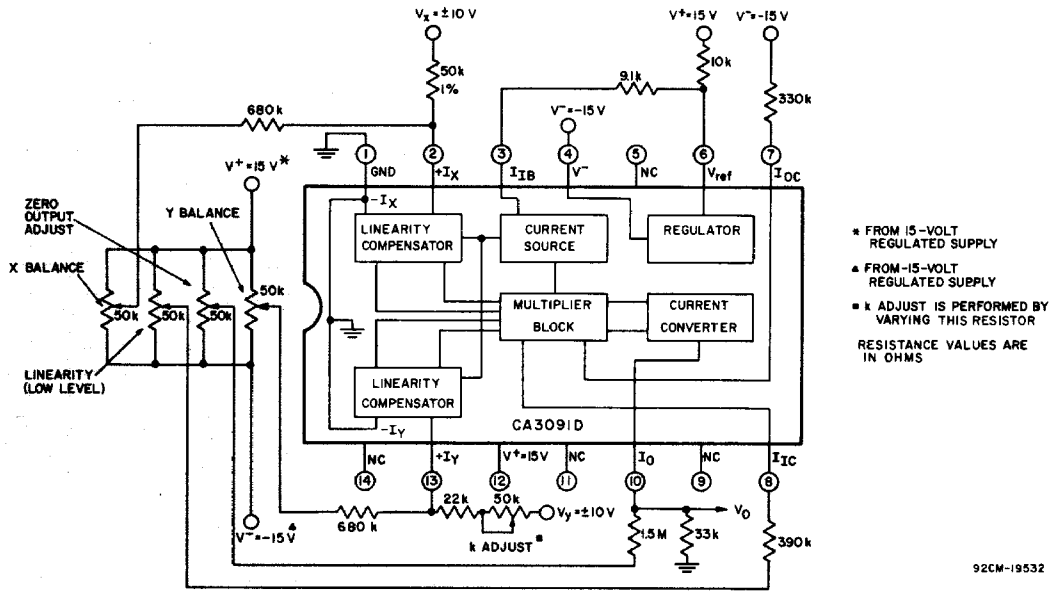 Vx = ±10 V
V+=15V
V-=-15V
50k
1%
10k
9.1k
330k
680k
V-=-15V
V+=15 V*
1
2
3
4
5
6
7
GND
+IX
IIB
V-
NC
Vref
IOC
ZERO
OUTPUT
ADJUST
Y BALANCE
X BALANCE
50k
50k
50k
50k
LINEARITY
(LOW LEVEL)
-IX
LINEARITY
COMPENSATOR
CURRENT
SOURCE
REGULATOR
MULTIPLIER
BLOCK
CURRENT
CONVERTER
LINEARITY
COMPENSATOR
-IY
CA3091D
* FROM 15-VOLT
REGULATED SUPPLY
▲ FROM-15-VOLT
REGULATED SUPPLY
■ k ADJUST IS PERFORMED BY
VARYING THIS RESISTOR
RESISTANCE VALUES ARE
IN OHMS
NC
+IY
V+=15V
NC
IO
NC
IIC
14
13
12
11
10
9
8
V-=-15V▲
680 k
22k
50k
Vy=±10V
k ADJUST■
1.5M
33k
VO
390k
92CM-19532